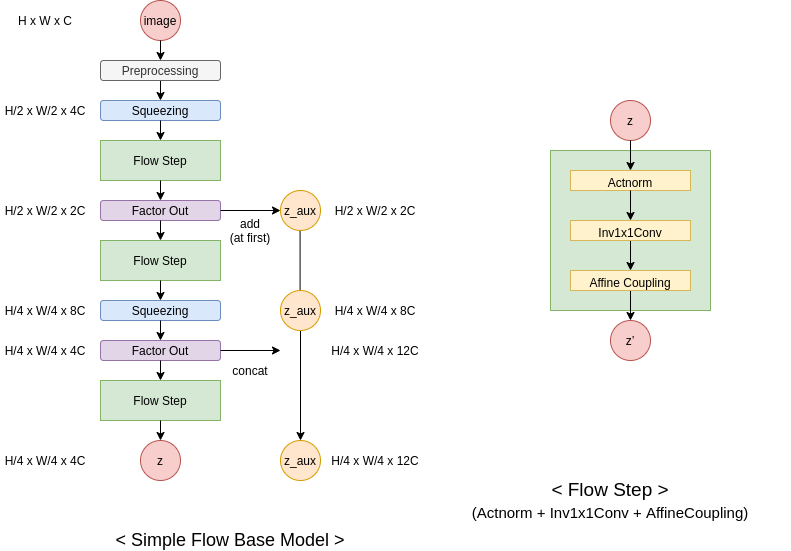 H x W x C
image
Preprocessing
H/2 x W/2 x 4C
Squeezing
Flow Step
H/2 x W/2 x 2C
Factor Out
add
(at first)
z_aux
H/2 x W/2 x 2C
Flow Step
H/4 x W/4 x 8C
Squeezing
z_aux
H/4 x W/4 x 8C
H/4 x W/4 x 4C
Factor Out
concat
H/4 x W/4 x 12C
Flow Step
H/4 x W/4 x 4C
z
z_aux
H/4 x W/4 x 12C
< Simple Flow Base Model >
z
Actnorm
Inv1x1Conv
Affine Coupling
z’
< Flow Step >
(Actnorm + Inv1x1Conv + AffineCoupling)